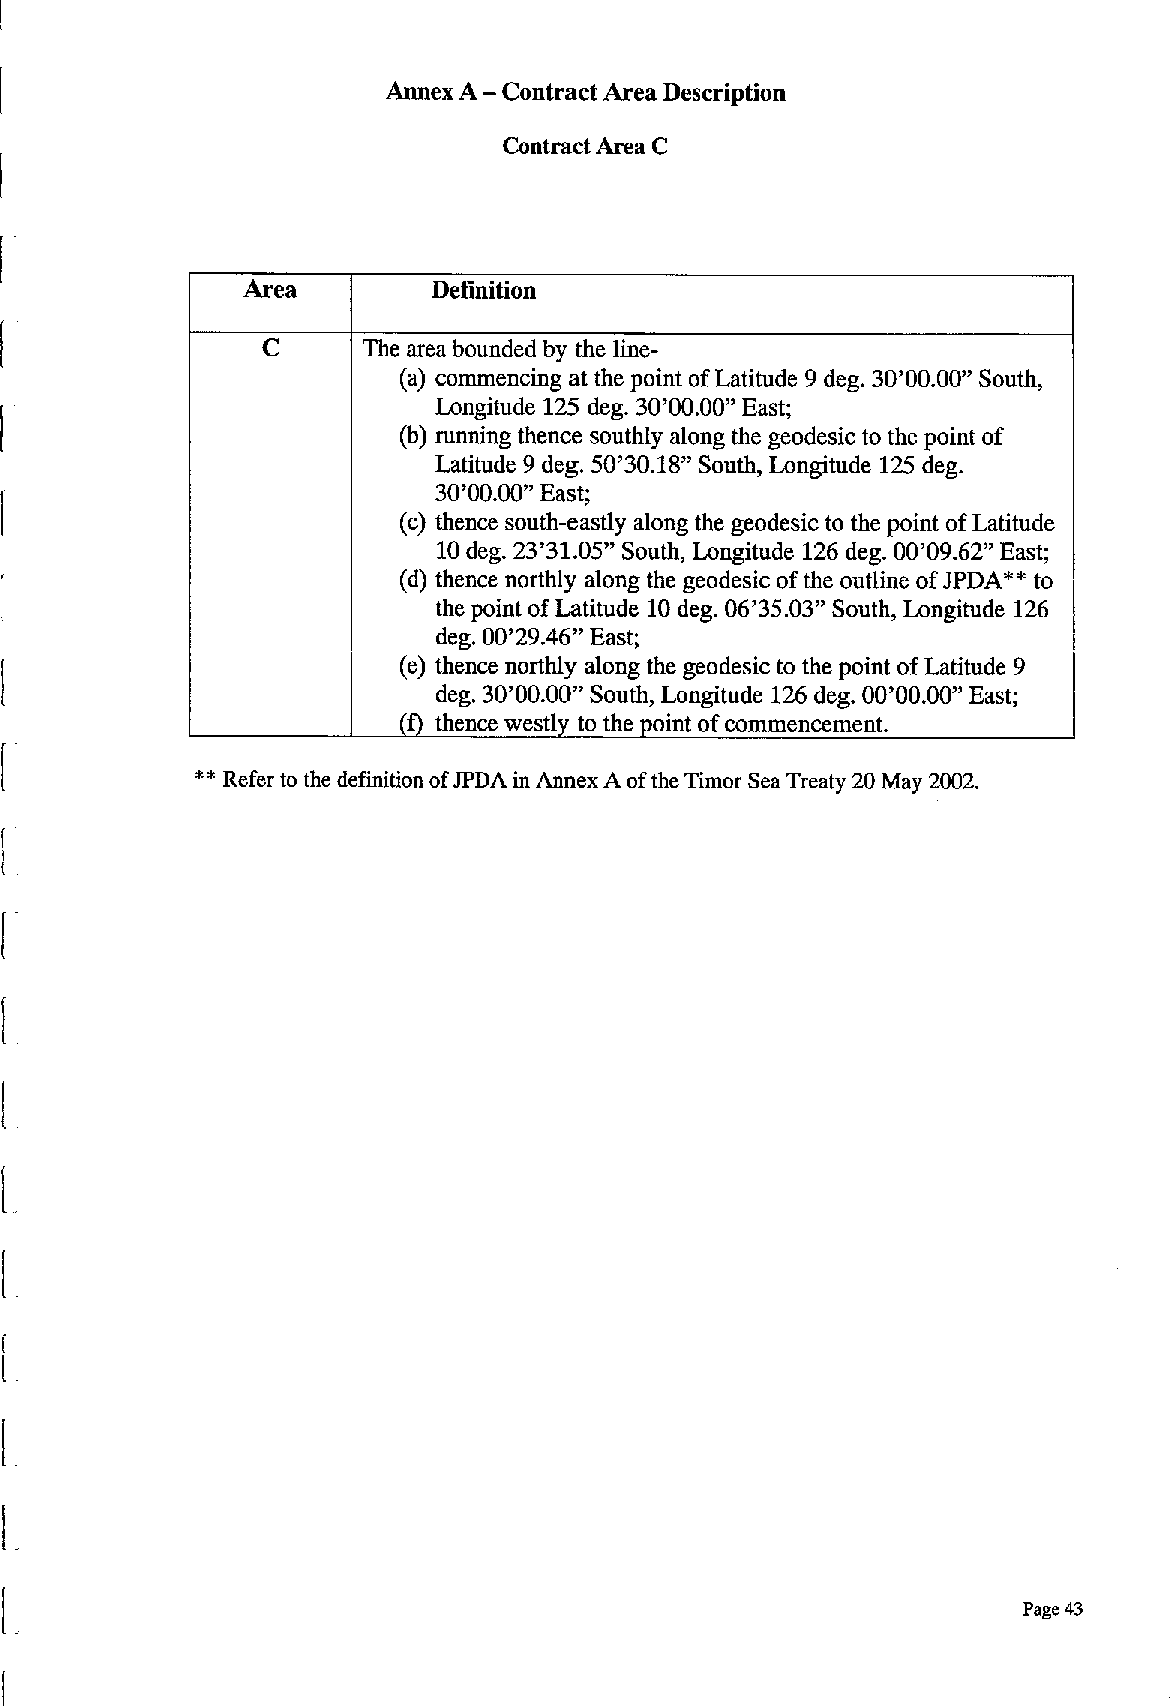 Annex A – Contract Area Description
Contract Area C
Area
Definition
C
The area bounded by the line-
(a) commencing at the point of Latitude 9 deg. 30’00.00” South,
Longitude 125 deg. 30’00.00” East;
(b) running thence southly along the geodesic to the point of
Latitude 9 deg. 50’30.18” South, Longitude 125 deg.
30’00.00” East;
(c) thence south-eastly along the geodesic to the point of Latitude
10 deg. 23’31.05” South, Longitude 126 deg. 00’09.62” East;
(d) thence northly along the geodesic of the outline of JPDA** to
the point of Latitude 10 deg. 06’35.03” South, Longitude 126
deg. 00’29.46” East;
(e) thence northly along the geodesic to the point of Latitude 9
deg. 30’00.00” South, Longitude 126 deg. 00’00.00” East;
(f) thence westly to the point of commencement.
** Refer to the definition of JPDA in Annex A of the Timor Sea Treaty 20 May 2002.
Page 43